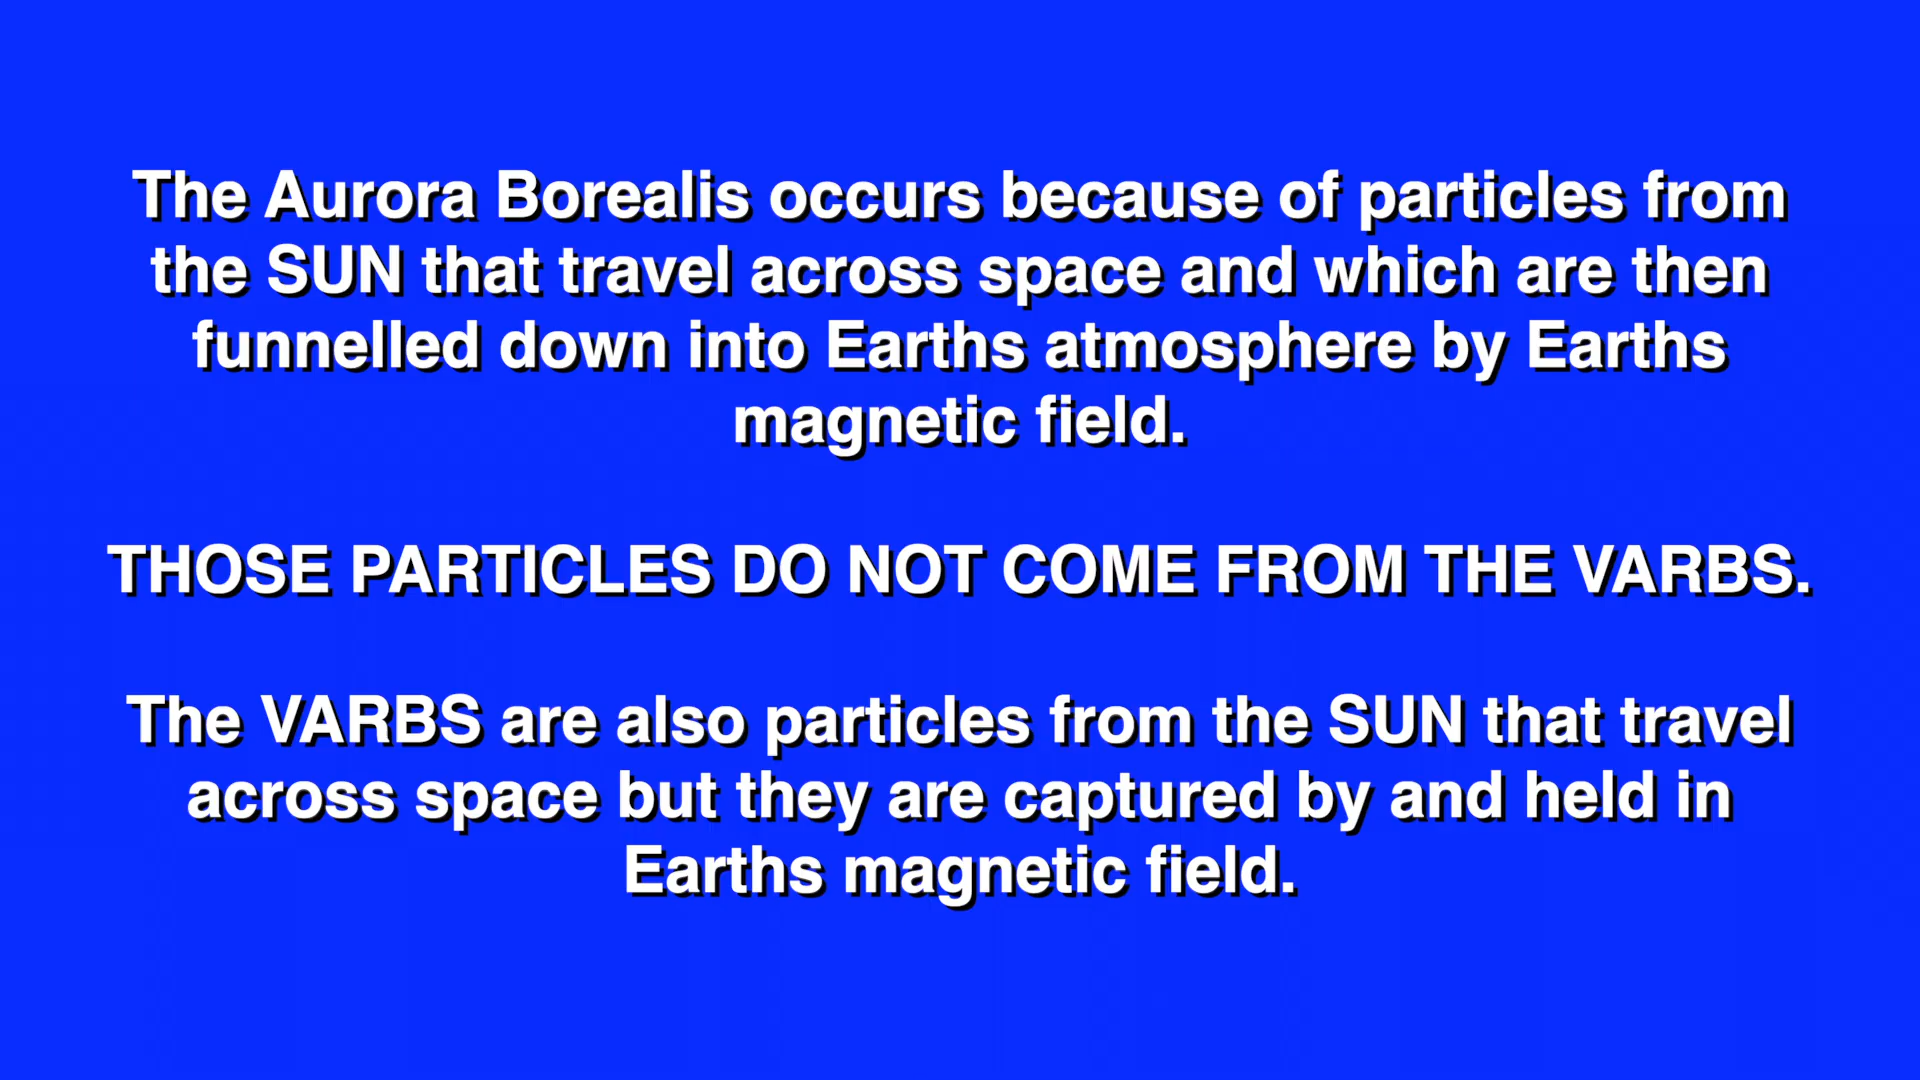 The Aurora Borealis occurs because of particles from
the SUN that travel across space and which are then
funnelled down into Earths atmosphere by Earths
magnetic field.
THOSE PARTICLES DO NOT COME FROM THE VARBS.
The VARBS are also particles from the SUN that travel
across space but they are captured by and held in
Earths magnetic field.